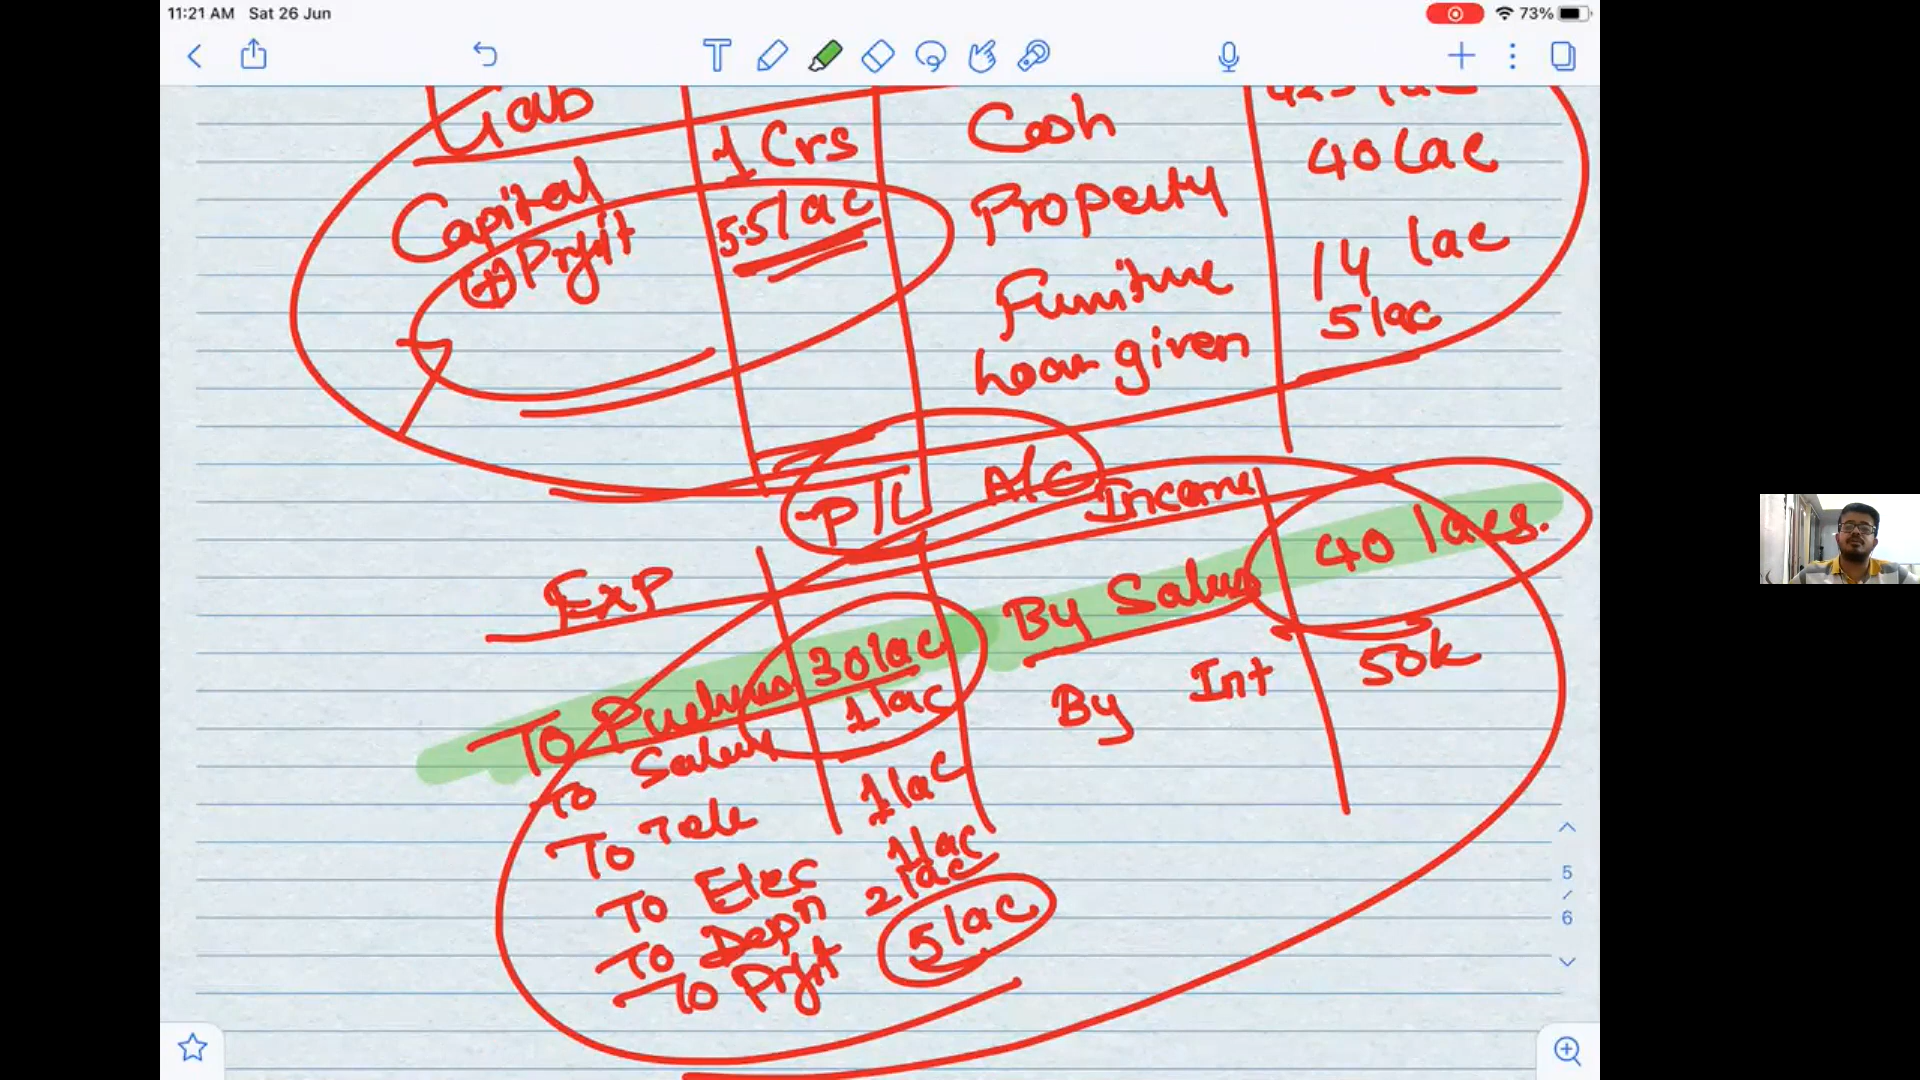 11:21 AM Sat 26 Jun
73%
Liab
Capital 1 Crs
(+) Profit 5.5 lac
Cash
Property 40 lac
Furniture 14 lac
Loan given 5 lac
P/L A/C
Exp Income
To Purchases 30 lac By Sales 40 lacs.
To Salary 1 lac By Int 50k
To Tele 1 lac
To Elec 1 lac
To Depn 2 lac
To Profit 5 lac
5
/
6